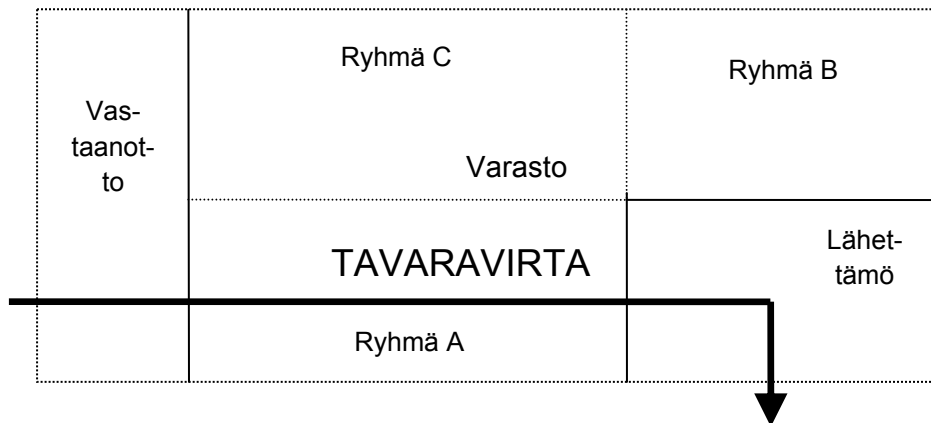 Ryhmä C
Ryhmä B
Vas-
taanot-
to
Varasto
Lähet-
tämö
TAVARAVIRTA
Ryhmä A